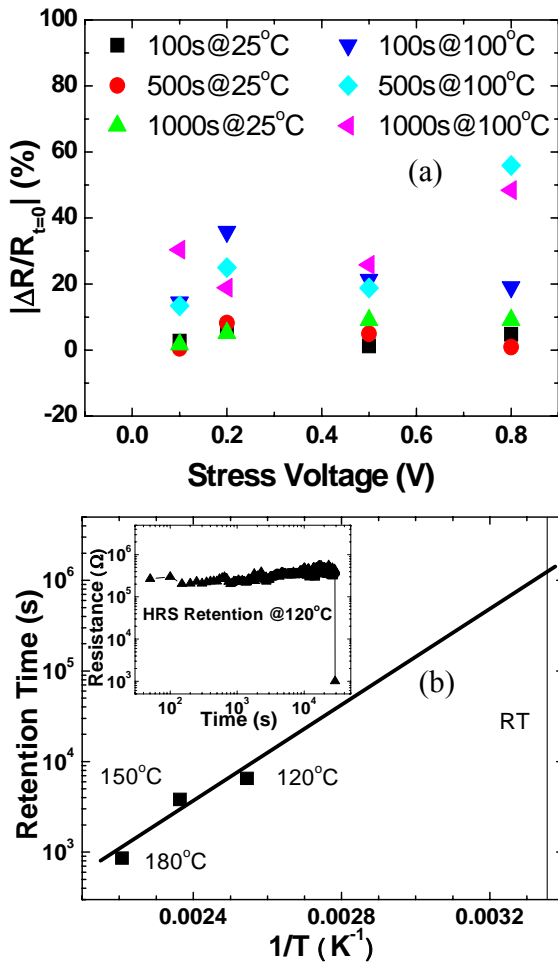 100s@25°C
500s@25°C
1000s@25°C
100s@100°C
500s@100°C
1000s@100°C
(a)
100
80
60
40
20
0
-20
|ΔR/R_{t=0}| (%)
0.0 0.2 0.4 0.6 0.8
Stress Voltage (V)
10^6
10^5
10^4
10^3
Retention Time (s)
10^6
10^5
10^4
10^3
Resistance (Ω)
HRS Retention @120°C
10^2 10^3 10^4
Time (s)
(b)
RT
150°C
120°C
180°C
0.0024 0.0028 0.0032
1/T (K^{-1})